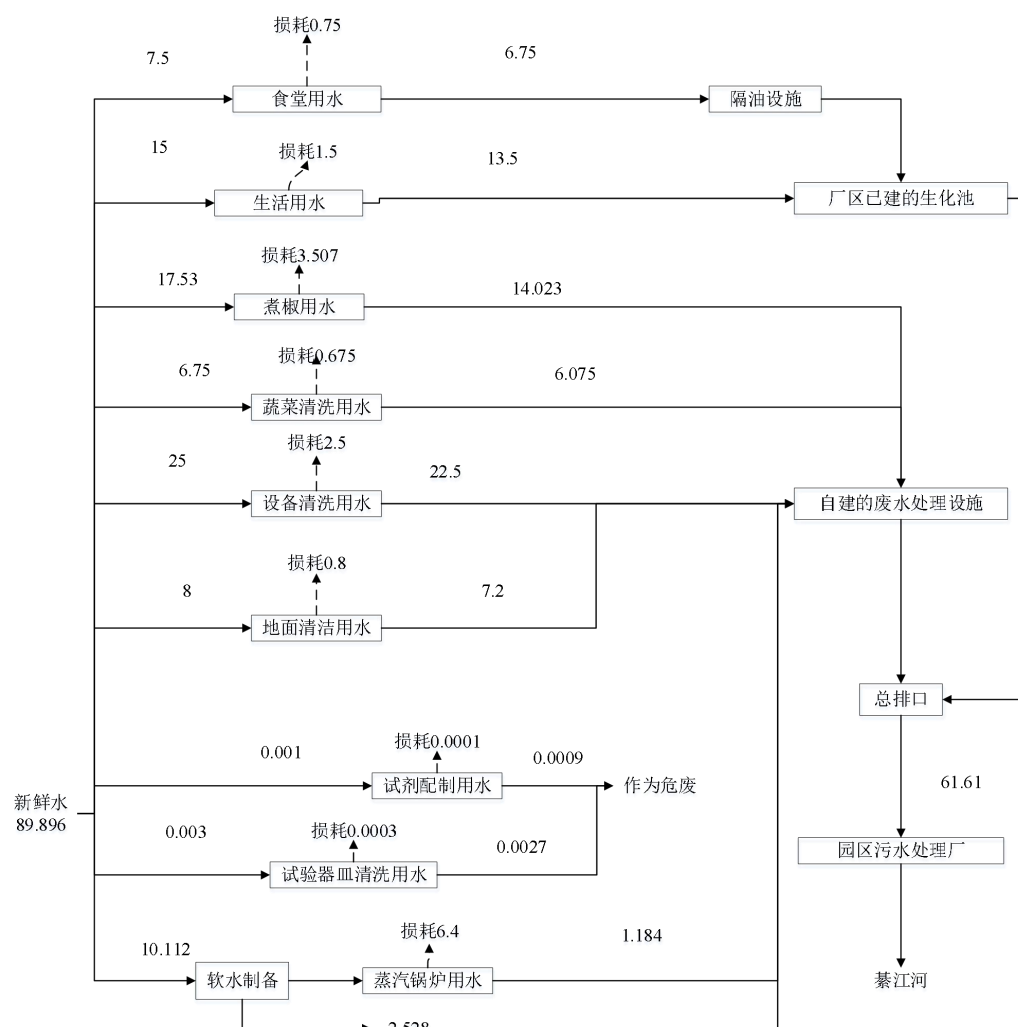 损耗0.75
7.5
6.75
食堂用水
隔油设施
15
损耗1.5
13.5
生活用水
厂区已建的生化池
损耗3.507
17.53
14.023
煮椒用水
损耗0.675
6.75
6.075
蔬菜清洗用水
损耗2.5
25
22.5
设备清洗用水
自建的废水处理设施
损耗0.8
8
7.2
地面清洁用水
总排口
损耗0.0001
0.001
0.0009
试剂配制用水
作为危废
61.61
新鲜水
89.896
0.003
损耗0.0003
0.0027
园区污水处理厂
试验器皿清洗用水
损耗6.4
1.184
10.112
软水制备
蒸汽锅炉用水
綦江河
2.528